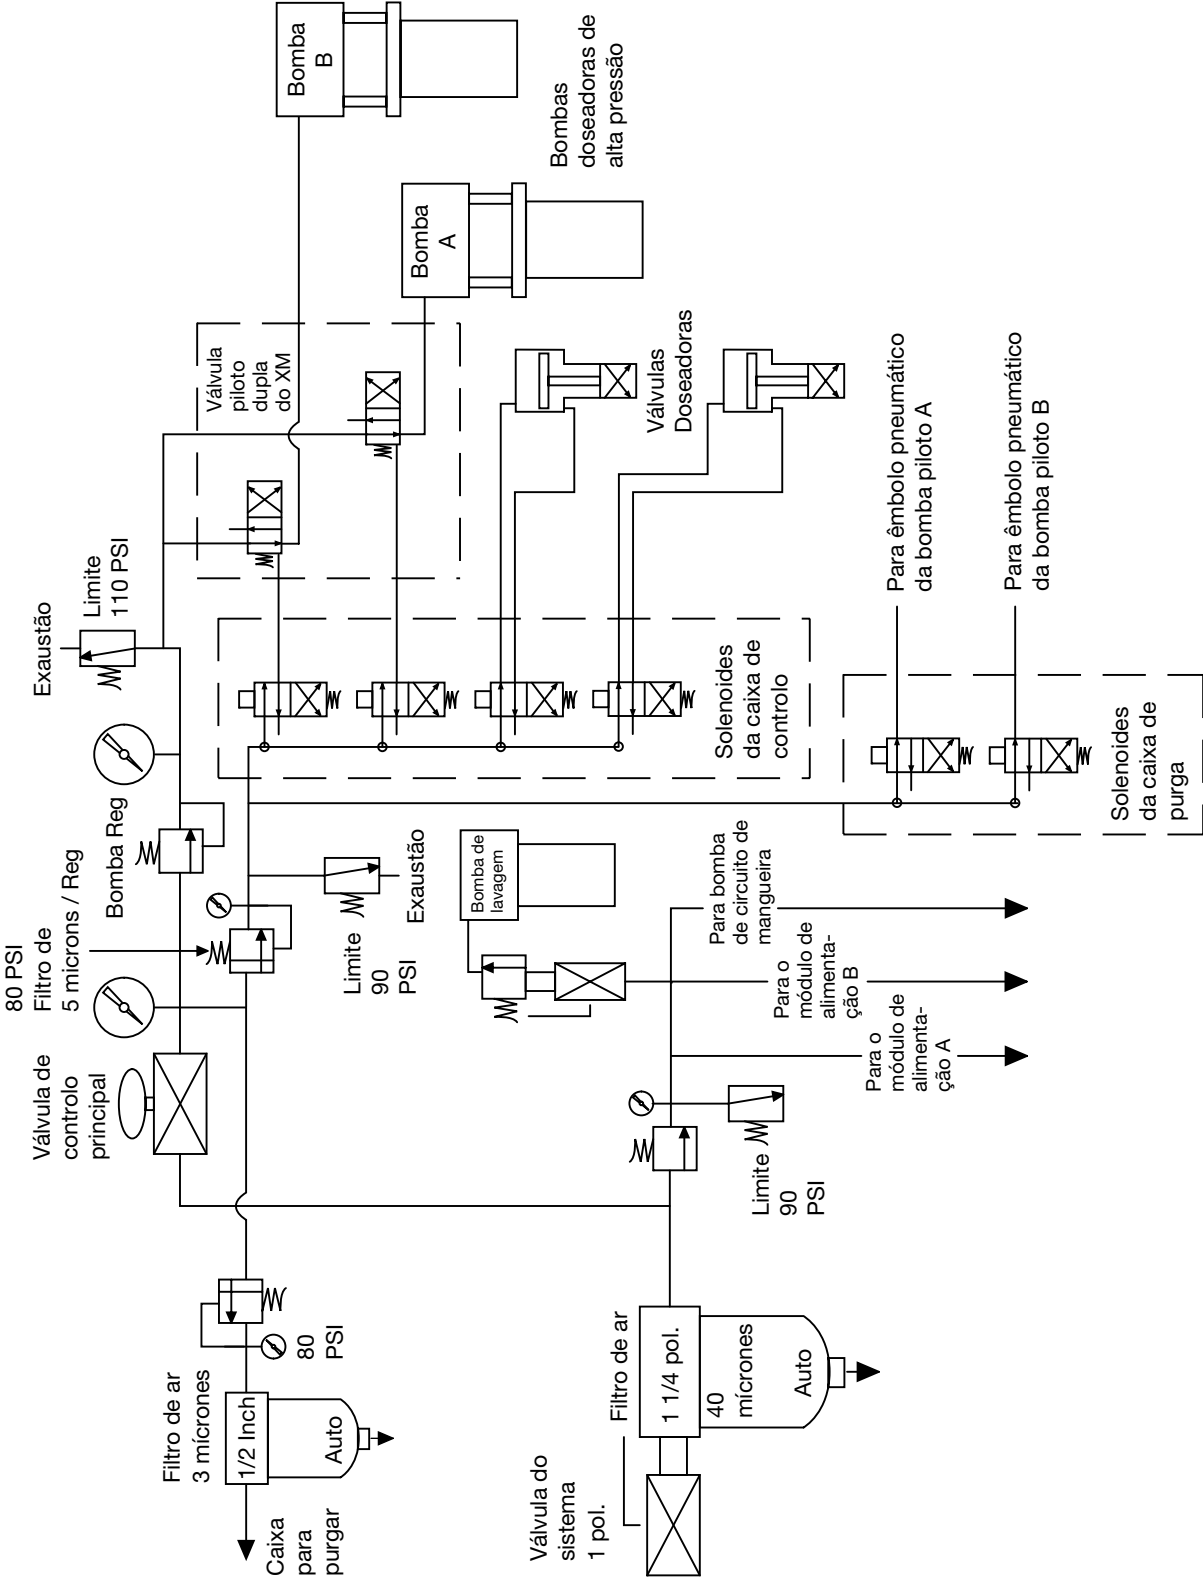 Bomba
B
Bombas
doseadoras de
alta pressão
Bomba
A
Válvula
piloto
dupla
do XM
Válvulas
Doseadoras
Para êmbolo pneumático
da bomba piloto A
Para êmbolo pneumático
da bomba piloto B
Exaustão
Limite
110 PSI
Solenoides
da caixa de
controlo
Solenoides
da caixa de
purga
Bomba Reg
80 PSI
Filtro de
5 microns / Reg
Exaustão
Limite
90
PSI
Bomba de
lavagem
Para bomba
de circuito de
mangueira
Para o
módulo de
alimenta-
ção B
Para o
módulo de
alimenta-
ção A
Válvula de
controlo
principal
Limite
90
PSI
80
PSI
Filtro de ar
3 mícrones
1/2 Inch
Auto
Caixa
para
purgar
Filtro de ar
1 1/4 pol.
40
mícrones
Auto
Válvula do
sistema
1 pol.